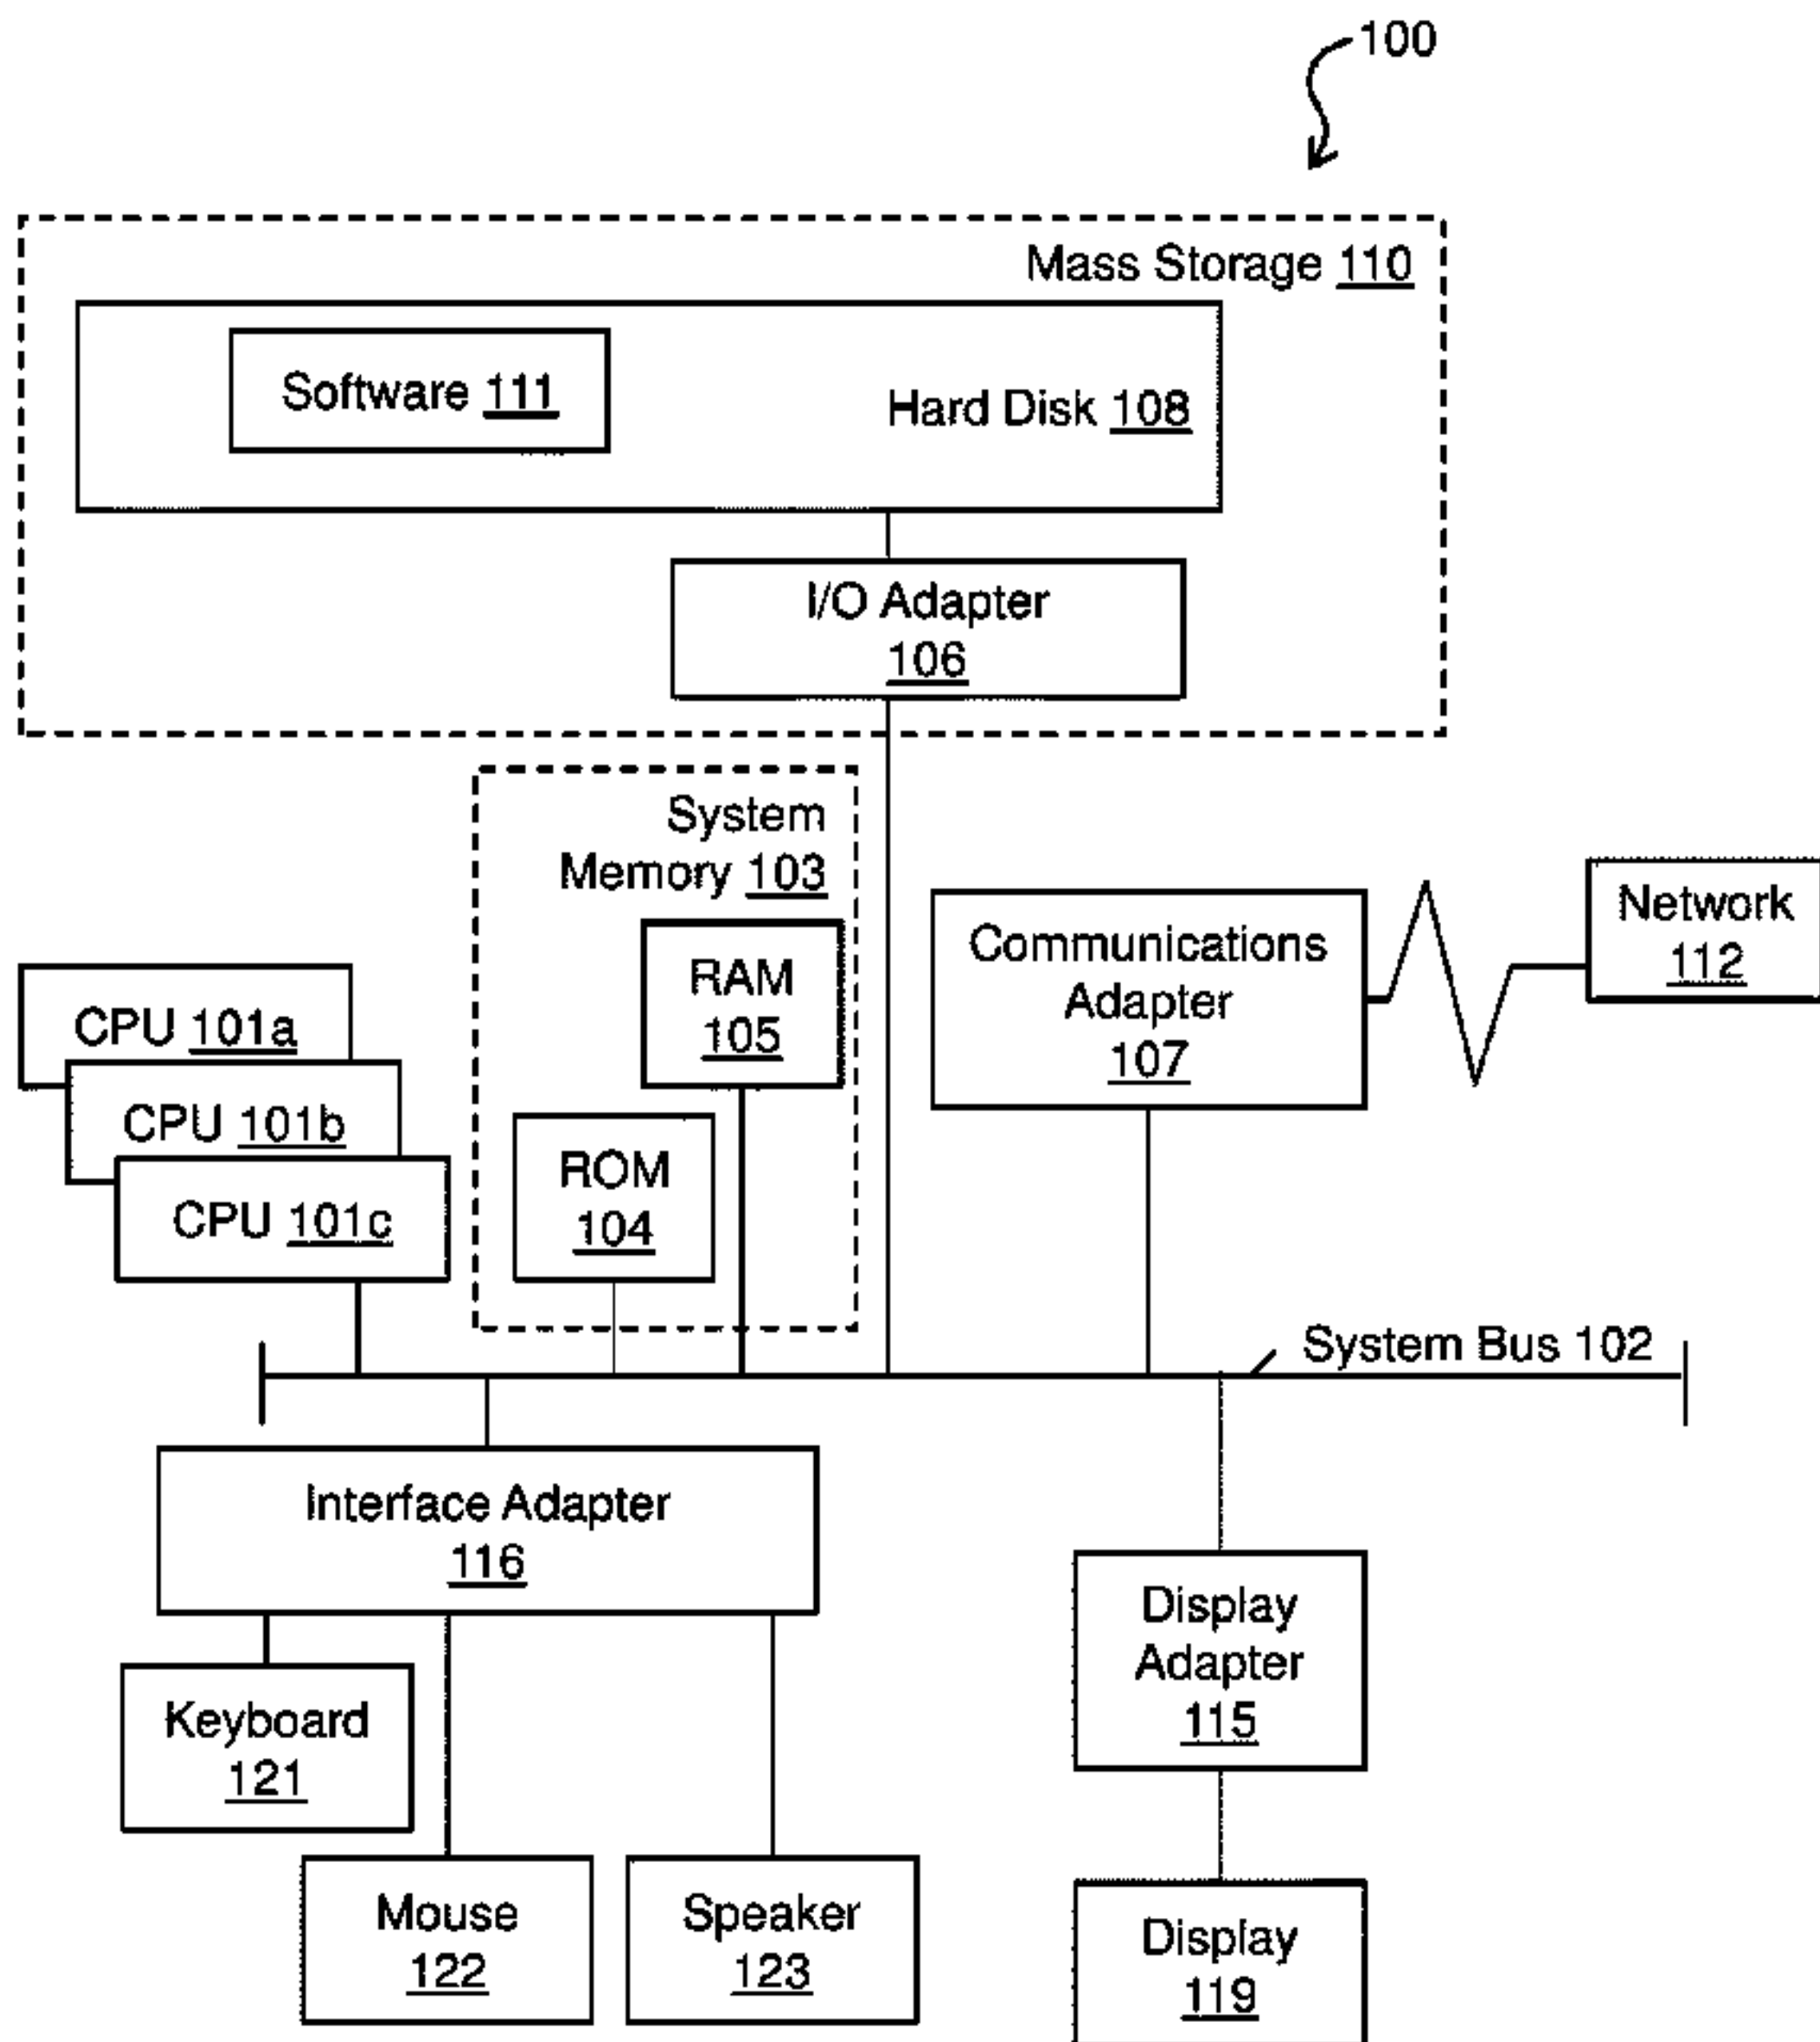 100
Mass Storage 110
Software 111
Hard Disk 108
I/O Adapter
106
System
Memory 103
RAM
105
ROM
104
Communications
Adapter
107
Network
112
CPU 101a
CPU 101b
CPU 101c
System Bus 102
Interface Adapter
116
Keyboard
121
Mouse
122
Speaker
123
Display
Adapter
115
Display
119